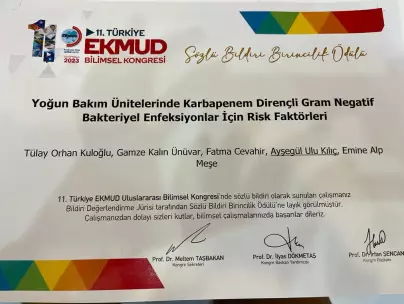 11. TÜRKİYE
EKMUD
BİLİMSEL KONGRESİ
2023
Sözlü Bildiri Birincilik Ödülü
Yoğun Bakım Ünitelerinde Karbapenem Dirençli Gram Negatif
Bakteriyel Enfeksiyonlar İçin Risk Faktörleri
Tülay Orhan Kuloğlu, Gamze Kalın Ünüvar, Fatma Cevahir, Ayşegül Ulu Kılıç, Emine Alp
Meşe
11. Türkiye EKMUD Uluslararası Bilimsel Kongresi'nde sözlü bildiri olarak sunulan çalışmanız
Bildiri Değerlendirme Jürisi tarafından Sözlü Bildiri Birincilik Ödülü'ne layık görülmüştür.
Çalışmanızdan dolayı sizleri kutlar, bilimsel çalışmalarınızda başarılar dileriz.
Prof. Dr. Meltem TAŞBAKAN
Kongre Sekreteri
Prof. Dr. İlyas DÖKMETAŞ
Kongre Başkan Yardımcısı
Prof. Dr. İrfan ŞENCAN
Kongre Başkanı